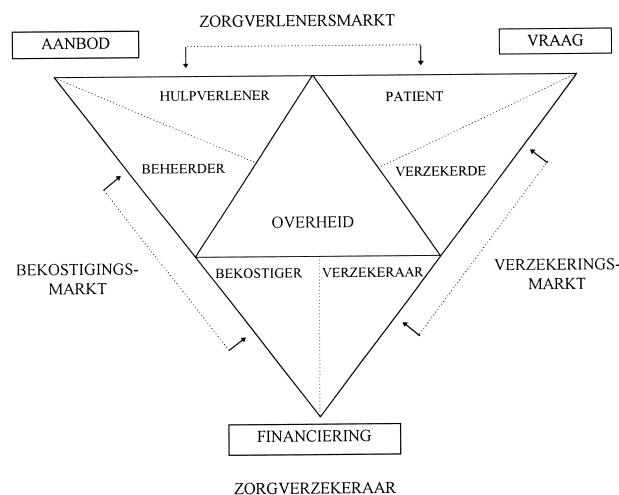 ZORGVERLENERSMARKT
AANBOD
VRAAG
HULPVERLENER
PATIENT
BEHEERDER
VERZEKERDE
OVERHEID
BEKOSTIGINGS-
MARKT
BEKOSTIGER
VERZEKERAAR
VERZEKERINGS-
MARKT
FINANCIERING
ZORGVERZEKERAAR